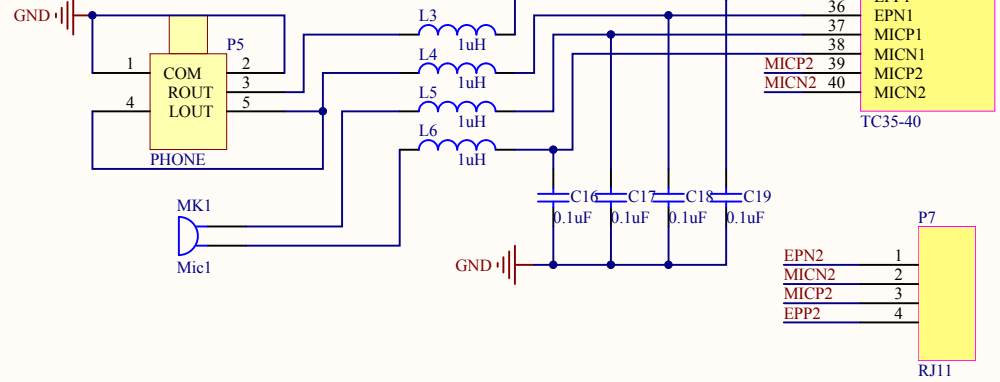 GND
P5
1
COM
2
ROUT
3
4
LOUT
5
PHONE
L3
1uH
L4
1uH
L5
1uH
L6
1uH
MK1
Mic1
C16
0.1uF
C17
0.1uF
C18
0.1uF
C19
0.1uF
GND
36
EPN1
37
MICP1
38
MICN1
MICP2
39
MICP2
MICN2
40
MICN2
TC35-40
P7
EPN2
1
MICN2
2
MICP2
3
EPP2
4
RJ11